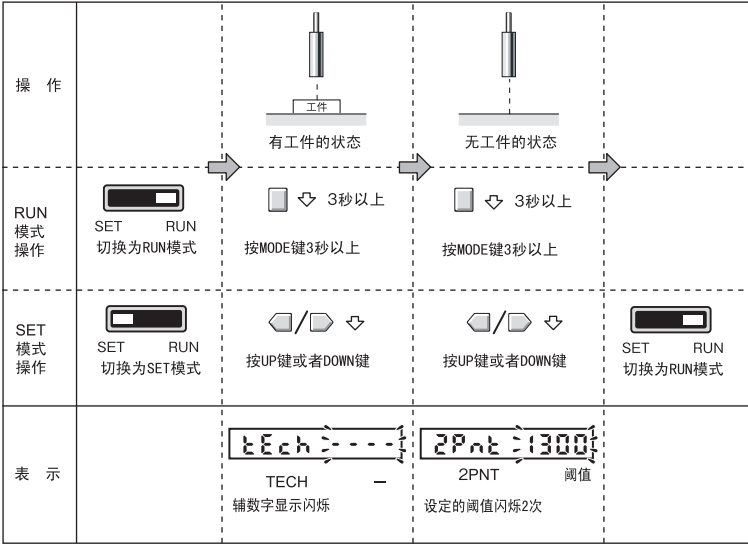 操 作
工件
有工件的状态
无工件的状态
RUN
模式
操作
SET RUN
切换为RUN模式
3秒以上
按MODE键3秒以上
3秒以上
按MODE键3秒以上
SET
模式
操作
SET RUN
切换为SET模式
/
按UP键或者DOWN键
/
按UP键或者DOWN键
SET RUN
切换为RUN模式
表 示
tEch - - - -
TECH —
辅数字显示闪烁
2Pnt 1300
2PNT 阈值
设定的阈值闪烁2次